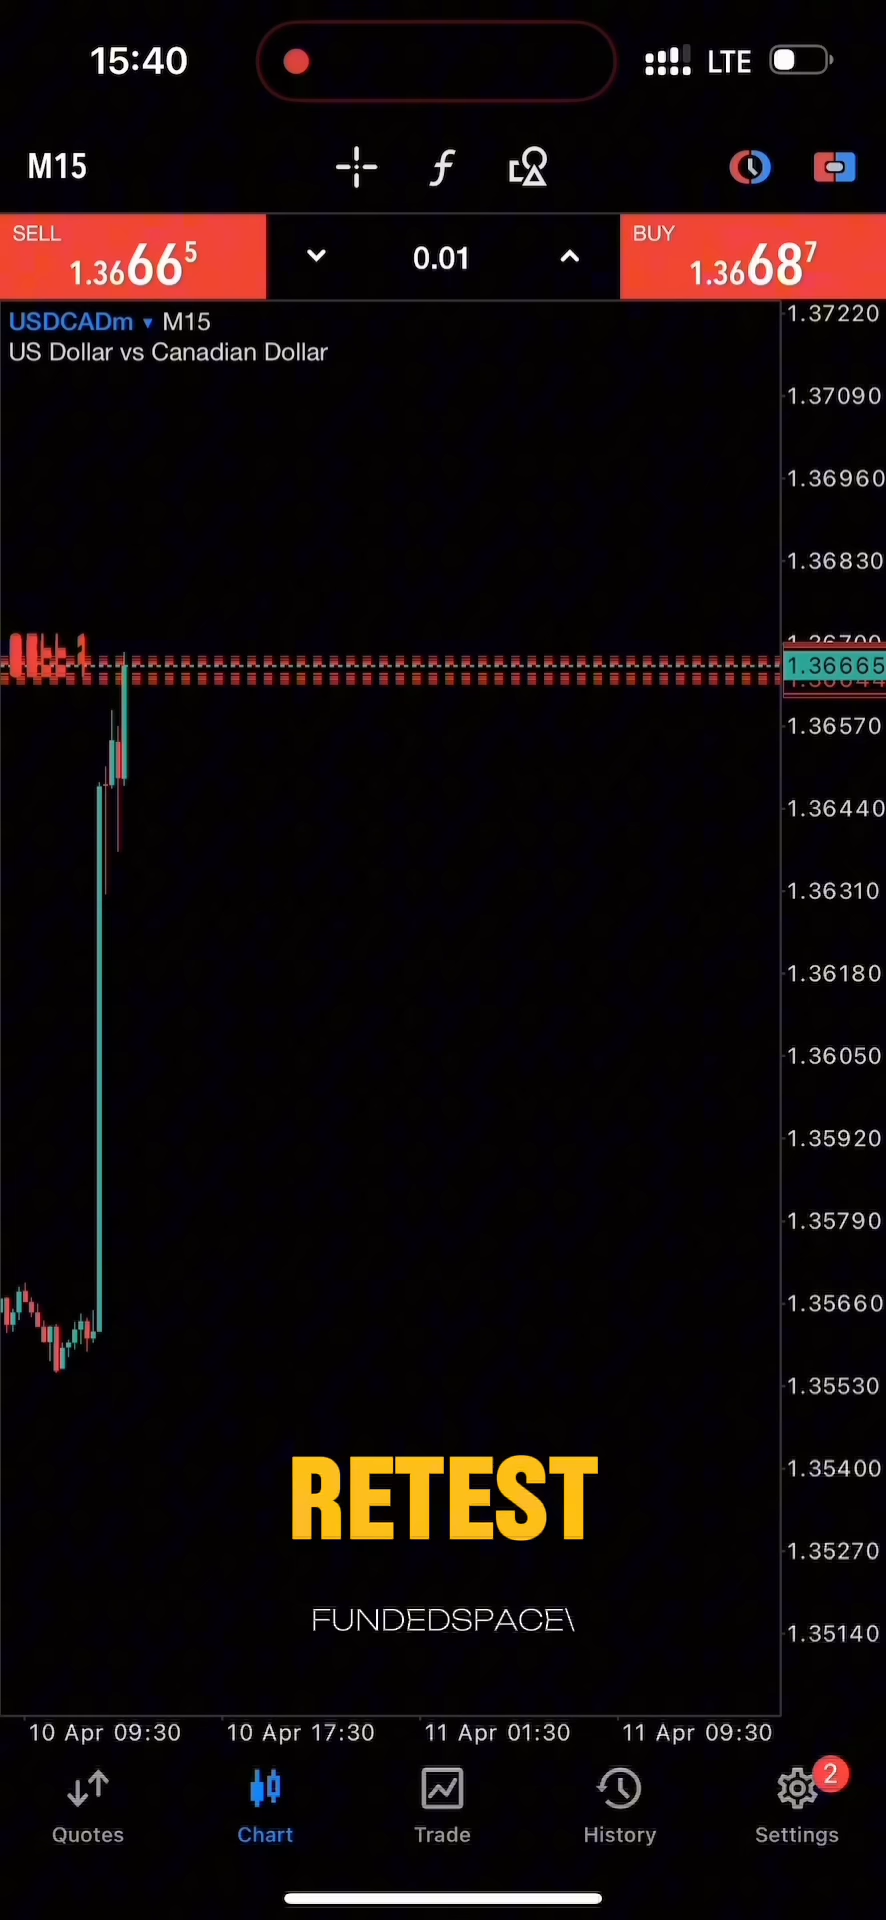 15:40
LTE
M15
f
SELL
1.36665
0.01
BUY
1.36687
USDCADm ▾ M15
US Dollar vs Canadian Dollar
1.37220
1.37090
1.36960
1.36830
1.36665
1.36570
1.36440
1.36310
1.36180
1.36050
1.35920
1.35790
1.35660
1.35530
1.35400
1.35270
1.35140
RETEST
FUNDEDSPACE\
10 Apr 09:30
10 Apr 17:30
11 Apr 01:30
11 Apr 09:30
2
Quotes
Chart
Trade
History
Settings